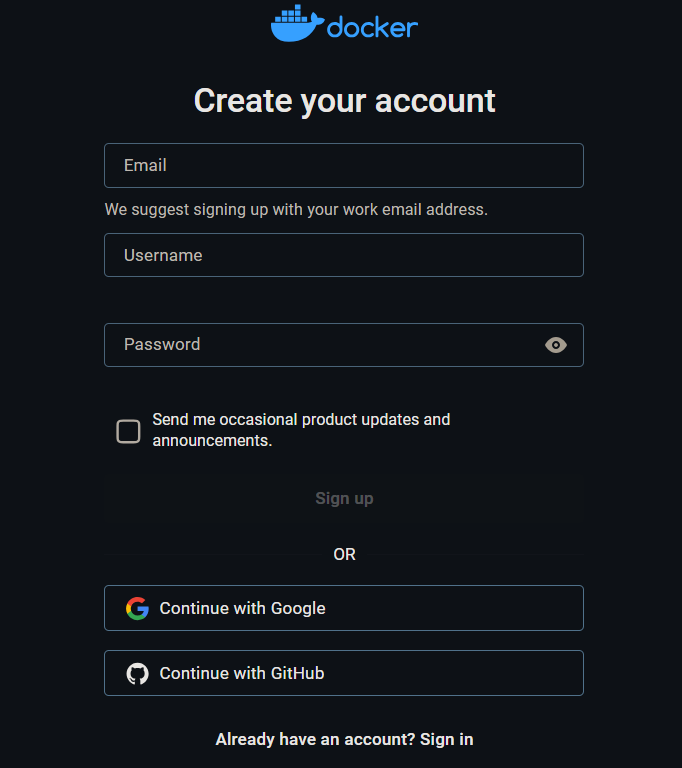 docker
Create your account
Email
We suggest signing up with your work email address.
Username
Password
Send me occasional product updates and
announcements.
Sign up
OR
Continue with Google
Continue with GitHub
Already have an account? Sign in